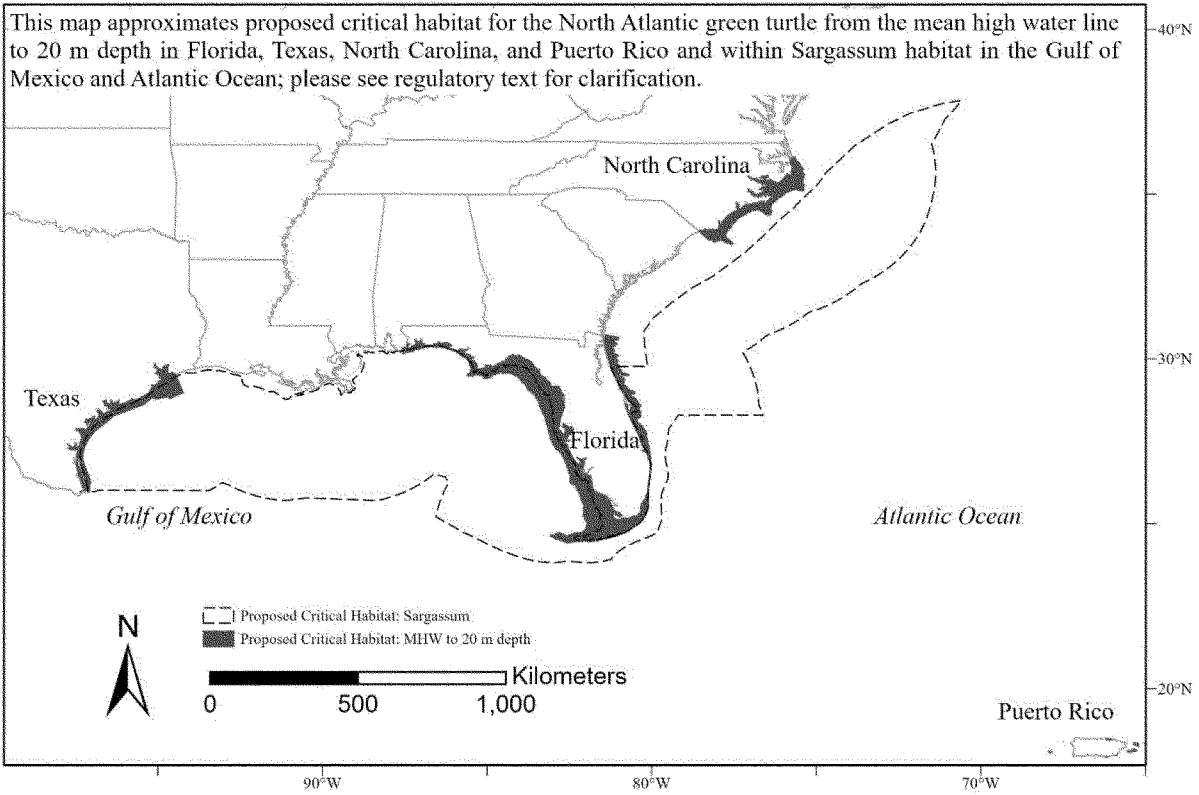 This map approximates proposed critical habitat for the North Atlantic green turtle from the mean high water line
to 20 m depth in Florida, Texas, North Carolina, and Puerto Rico and within Sargassum habitat in the Gulf of
Mexico and Atlantic Ocean; please see regulatory text for clarification.
40°N
North Carolina
30°N
Texas
Florida
Gulf of Mexico
Atlantic Ocean
N
Proposed Critical Habitat: Sargassum
Proposed Critical Habitat: MHW to 20 m depth
Kilometers
0 500 1,000
20°N
Puerto Rico
90°W 80°W 70°W